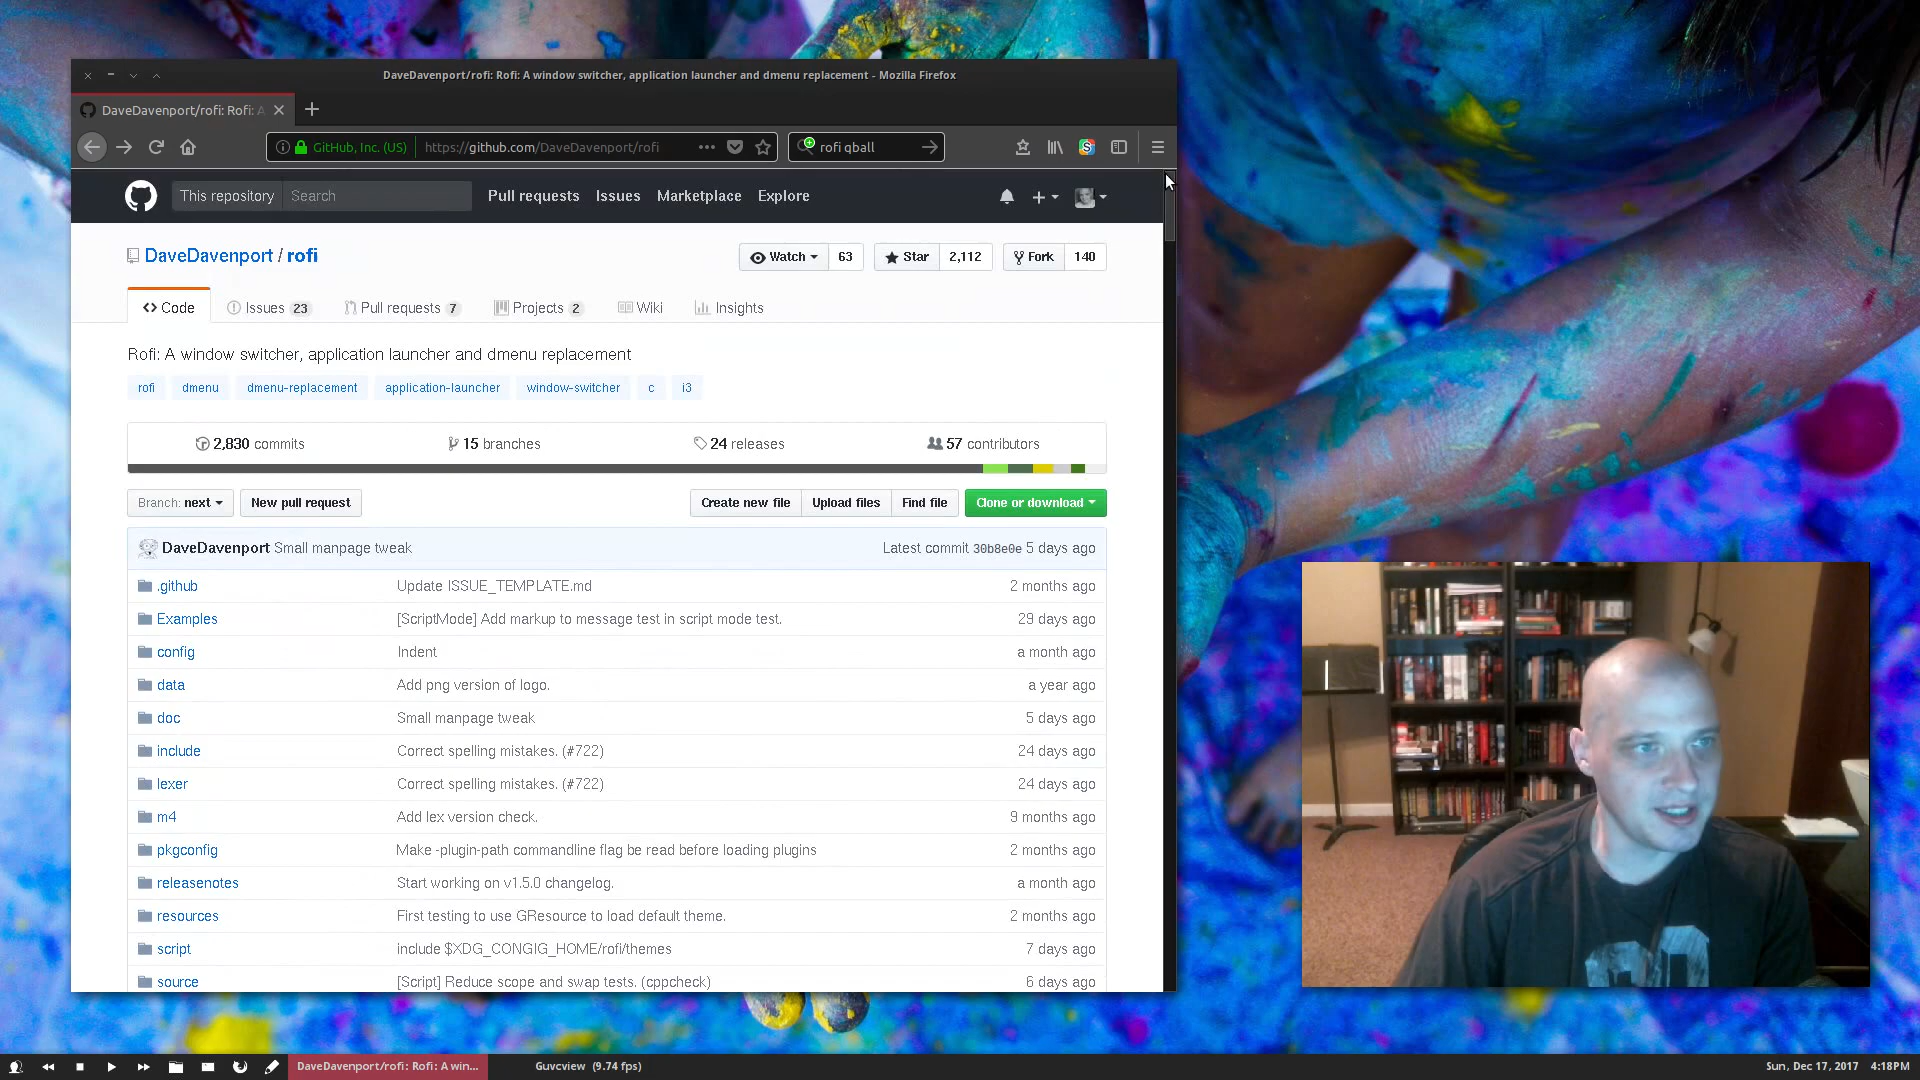 DaveDavenport/rofi: Rofi: A window switcher, application launcher and dmenu replacement - Mozilla Firefox
DaveDavenport/rofi: Rofi: A
GitHub, Inc. (US) https://github.com/DaveDavenport/rofi rofi qball
This repository Search Pull requests Issues Marketplace Explore
DaveDavenport / rofi Watch 63 Star 2,112 Fork 140
Code Issues 23 Pull requests 7 Projects 2 Wiki Insights
Rofi: A window switcher, application launcher and dmenu replacement
rofi dmenu dmenu-replacement application-launcher window-switcher c i3
2,830 commits 15 branches 24 releases 57 contributors
Branch: next New pull request Create new file Upload files Find file Clone or download
DaveDavenport Small manpage tweak Latest commit 30b8e0e 5 days ago
.github Update ISSUE_TEMPLATE.md 2 months ago
Examples [ScriptMode] Add markup to message test in script mode test. 29 days ago
config Indent a month ago
data Add png version of logo. a year ago
doc Small manpage tweak 5 days ago
include Correct spelling mistakes. (#722) 24 days ago
lexer Correct spelling mistakes. (#722) 24 days ago
m4 Add lex version check. 9 months ago
pkgconfig Make -plugin-path commandline flag be read before loading plugins 2 months ago
releasenotes Start working on v1.5.0 changelog. a month ago
resources First testing to use GResource to load default theme. 2 months ago
script include $XDG_CONGIG_HOME/rofi/themes 7 days ago
source [Script] Reduce scope and swap tests. (cppcheck) 6 days ago
DaveDavenport/rofi: Rofi: A win... Guvcview (9.74 fps) Sun, Dec 17, 2017 4:18PM